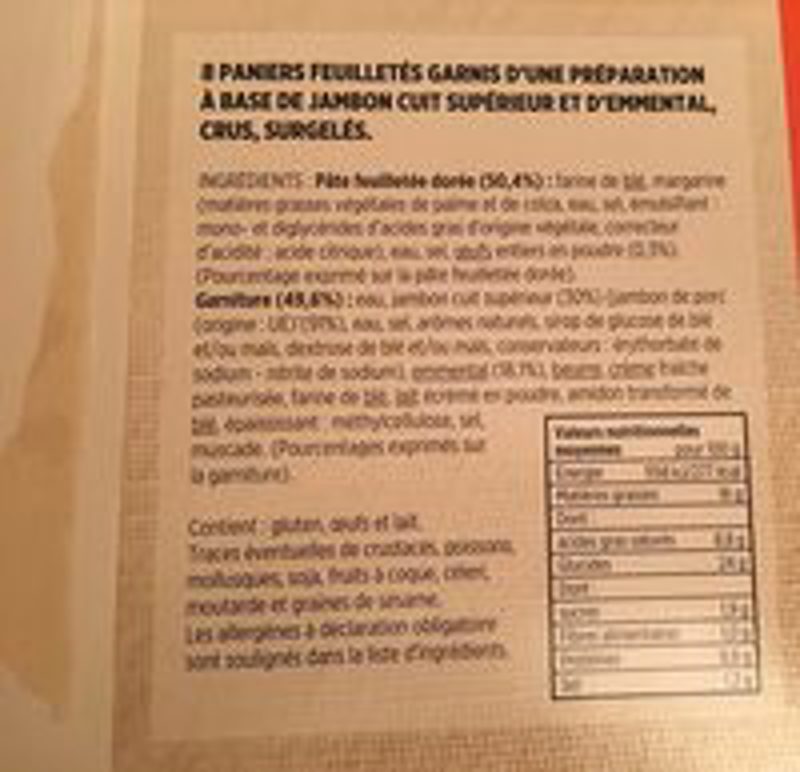 8 PANIERS FEUILLETÉS GARNIS D'UNE PRÉPARATION
À BASE DE JAMBON CUIT SUPÉRIEUR ET D'EMMENTAL,
CRUS, SURGELÉS.
INGRÉDIENTS : Pâte feuilletée dorée (50,4%) : farine de blé, margarine
(matières grasses végétales de palme et de colza, eau, sel, émulsifiant :
mono- et diglycérides d'acides gras d'origine végétale, correcteur
d'acidité : acide citrique), eau, sel, œufs entiers en poudre
(Pourcentage exprimé sur la pâte feuilletée dorée).
Garniture (49,6%) : eau, jambon cuit supérieur (30%) (jambon de porc
(origine : UE) (91%), eau, sel, arômes naturels, sirop de glucose de blé
et/ou maïs, dextrose de blé et/ou maïs, conservateurs : érythorbate de
sodium - nitrite de sodium), emmental (18,1%), beurre, crème fraîche
pasteurisée, farine de blé, lait écrémé en poudre, amidon transformé de
blé, épaississant : méthylcellulose, sel,
muscade. (Pourcentages exprimés sur
la garniture).
Contient : gluten, œufs et lait.
Traces éventuelles de crustacés, poissons,
mollusques, soja, fruits à coque, céleri,
moutarde et graines de sésame.
Les allergènes à déclaration obligatoire
sont soulignés dans la liste d'ingrédients.
Valeurs nutritionnelles
moyennes pour 100 g
Energie
Matières grasses
Dont
acides gras saturés
Glucides
Dont
sucres
Fibres alimentaires
Protéines
Sel